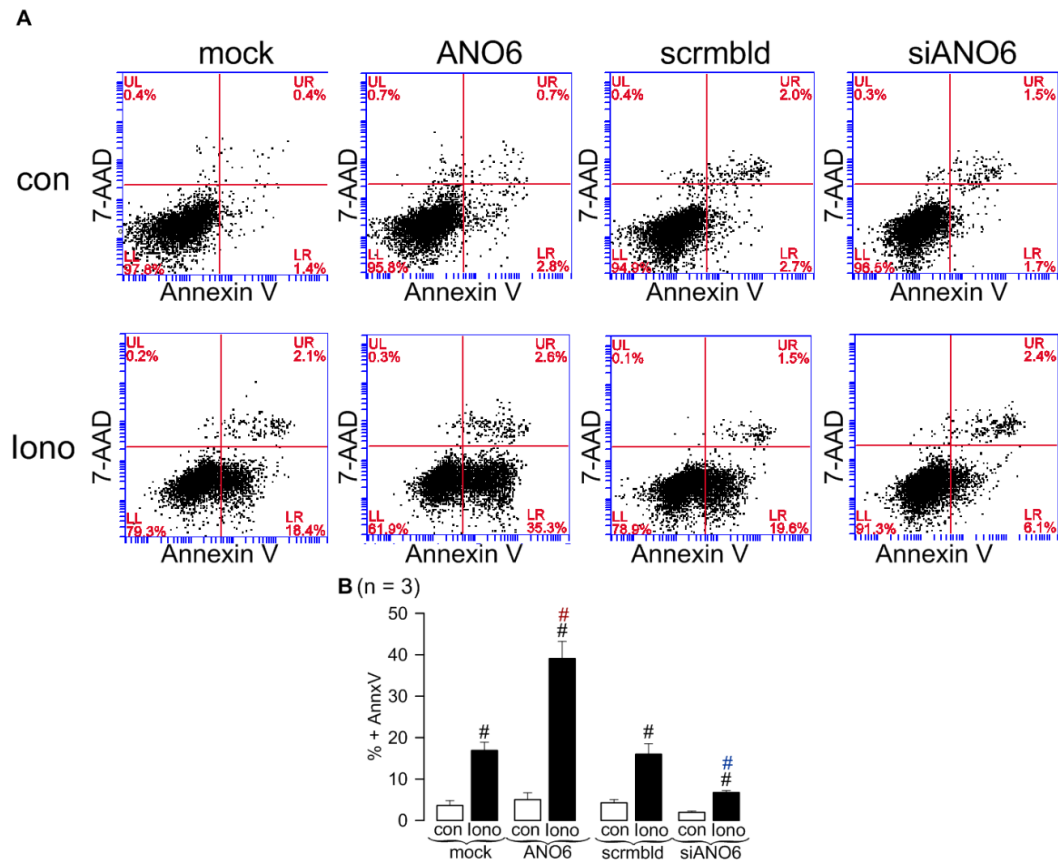 A
mock ANO6 scrmbld siANO6
con
UL UR
0.4% 0.4%
7-AAD
LL LR
97.8% 1.4%
Annexin V
UL UR
0.7% 0.7%
7-AAD
LL LR
95.8% 2.8%
Annexin V
UL UR
0.4% 2.0%
7-AAD
LL LR
94.9% 2.7%
Annexin V
UL UR
0.3% 1.5%
7-AAD
LL LR
96.5% 1.7%
Annexin V
Iono
UL UR
0.2% 2.1%
7-AAD
LL LR
79.3% 18.4%
Annexin V
UL UR
0.3% 2.6%
7-AAD
LL LR
61.9% 35.3%
Annexin V
UL UR
0.1% 1.5%
7-AAD
LL LR
78.9% 19.6%
Annexin V
UL UR
0.2% 2.4%
7-AAD
LL LR
91.3% 6.1%
Annexin V
B (n = 3)
% + AnnxV
50
40
30
20
10
0
#
# #
# #
# #
con Iono con Iono con Iono con Iono
mock ANO6 scrmbld siANO6